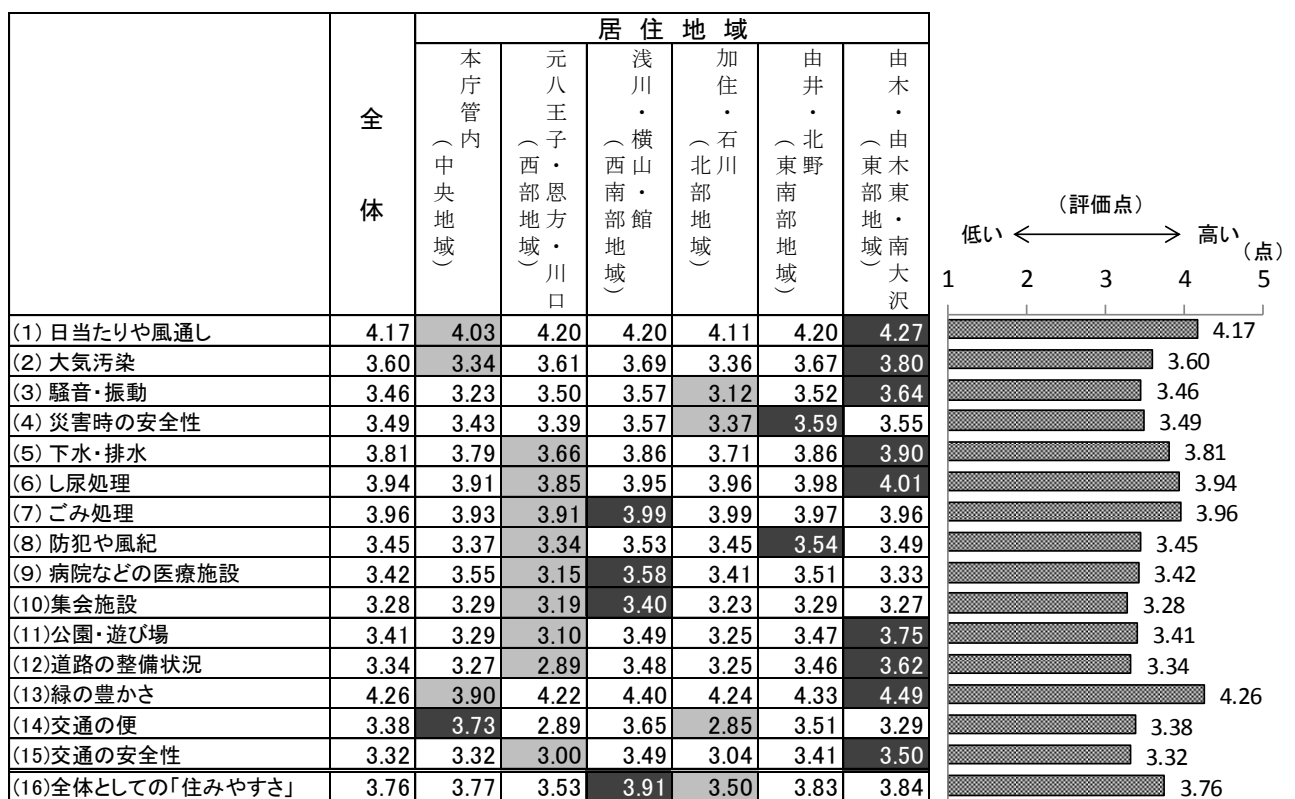 居 住 地 域
全体
本庁管内(中央地域)
元八王子・恩方・川口(西部地域)
浅川・横山・館(西南部地域)
加住・石川(北部地域)
由井・北野(東南部地域)
由木・由木東・南大沢(東部地域)
(1) 日当たりや風通し 4.17 4.03 4.20 4.20 4.11 4.20 4.27
(2) 大気汚染 3.60 3.34 3.61 3.69 3.36 3.67 3.80
(3) 騒音・振動 3.46 3.23 3.50 3.57 3.12 3.52 3.64
(4) 災害時の安全性 3.49 3.43 3.39 3.57 3.37 3.59 3.55
(5) 下水・排水 3.81 3.79 3.66 3.86 3.71 3.86 3.90
(6) し尿処理 3.94 3.91 3.85 3.95 3.96 3.98 4.01
(7) ごみ処理 3.96 3.93 3.91 3.99 3.99 3.97 3.96
(8) 防犯や風紀 3.45 3.37 3.34 3.53 3.45 3.54 3.49
(9) 病院などの医療施設 3.42 3.55 3.15 3.58 3.41 3.51 3.33
(10)集会施設 3.28 3.29 3.19 3.40 3.23 3.29 3.27
(11)公園・遊び場 3.41 3.29 3.10 3.49 3.25 3.47 3.75
(12)道路の整備状況 3.34 3.27 2.89 3.48 3.25 3.46 3.62
(13)緑の豊かさ 4.26 3.90 4.22 4.40 4.24 4.33 4.49
(14)交通の便 3.38 3.73 2.89 3.65 2.85 3.51 3.29
(15)交通の安全性 3.32 3.32 3.00 3.49 3.04 3.41 3.50
(16)全体としての「住みやすさ」 3.76 3.77 3.53 3.91 3.50 3.83 3.84
(評価点)
低い 高い
(点)
1 2 3 4 5
4.17
3.60
3.46
3.49
3.81
3.94
3.96
3.45
3.42
3.28
3.41
3.34
4.26
3.38
3.32
3.76